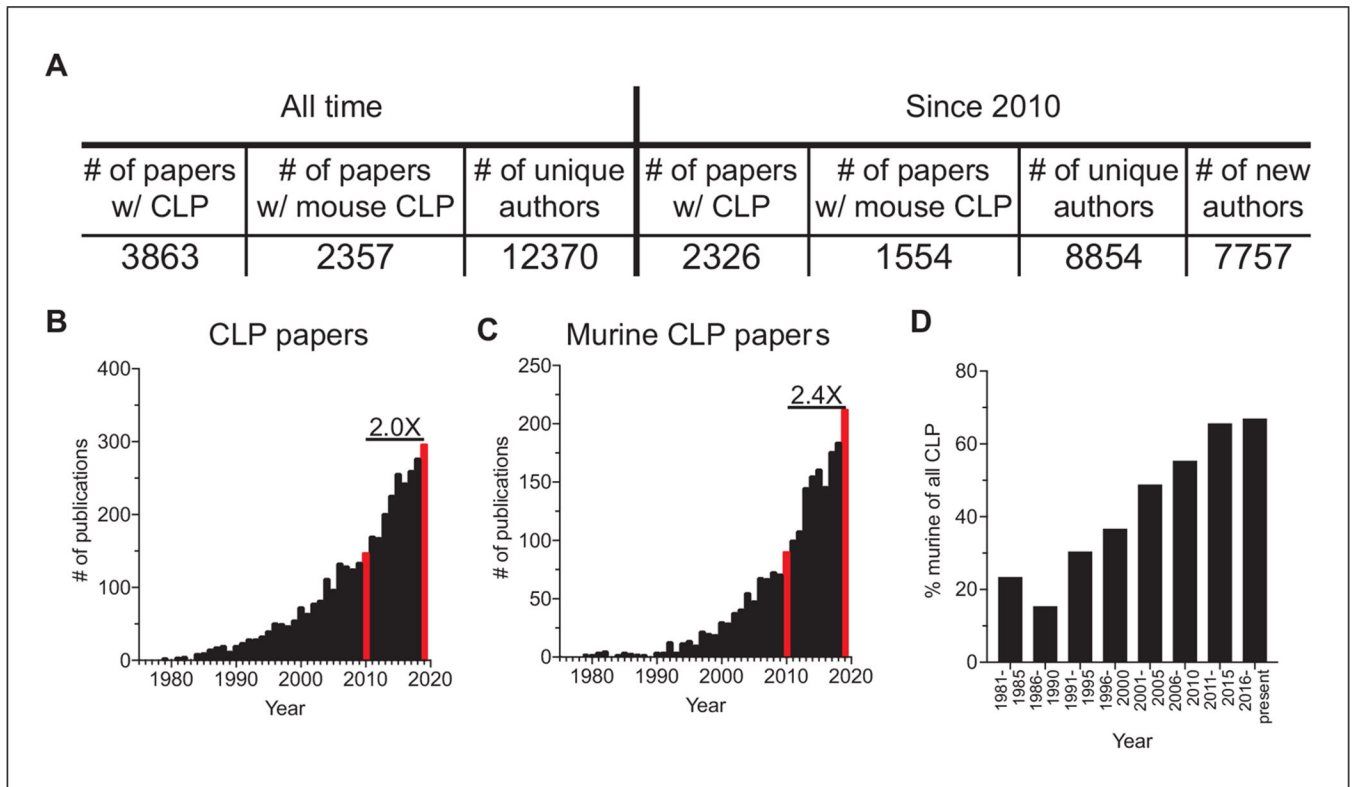 A
All time
Since 2010
# of papers w/ CLP
# of papers w/ mouse CLP
# of unique authors
# of papers w/ CLP
# of papers w/ mouse CLP
# of unique authors
# of new authors
3863
2357
12370
2326
1554
8854
7757
B
CLP papers
# of publications
400
300
200
100
0
2.0X
1980
1990
2000
2010
2020
Year
C
Murine CLP papers
# of publications
250
200
150
100
50
0
2.4X
1980
1990
2000
2010
2020
Year
D
% murine of all CLP
80
60
40
20
0
1981-
1985
1986-
1990
1991-
1995
1996-
2000
2001-
2005
2006-
2010
2011-
2015
2016-
present
Year